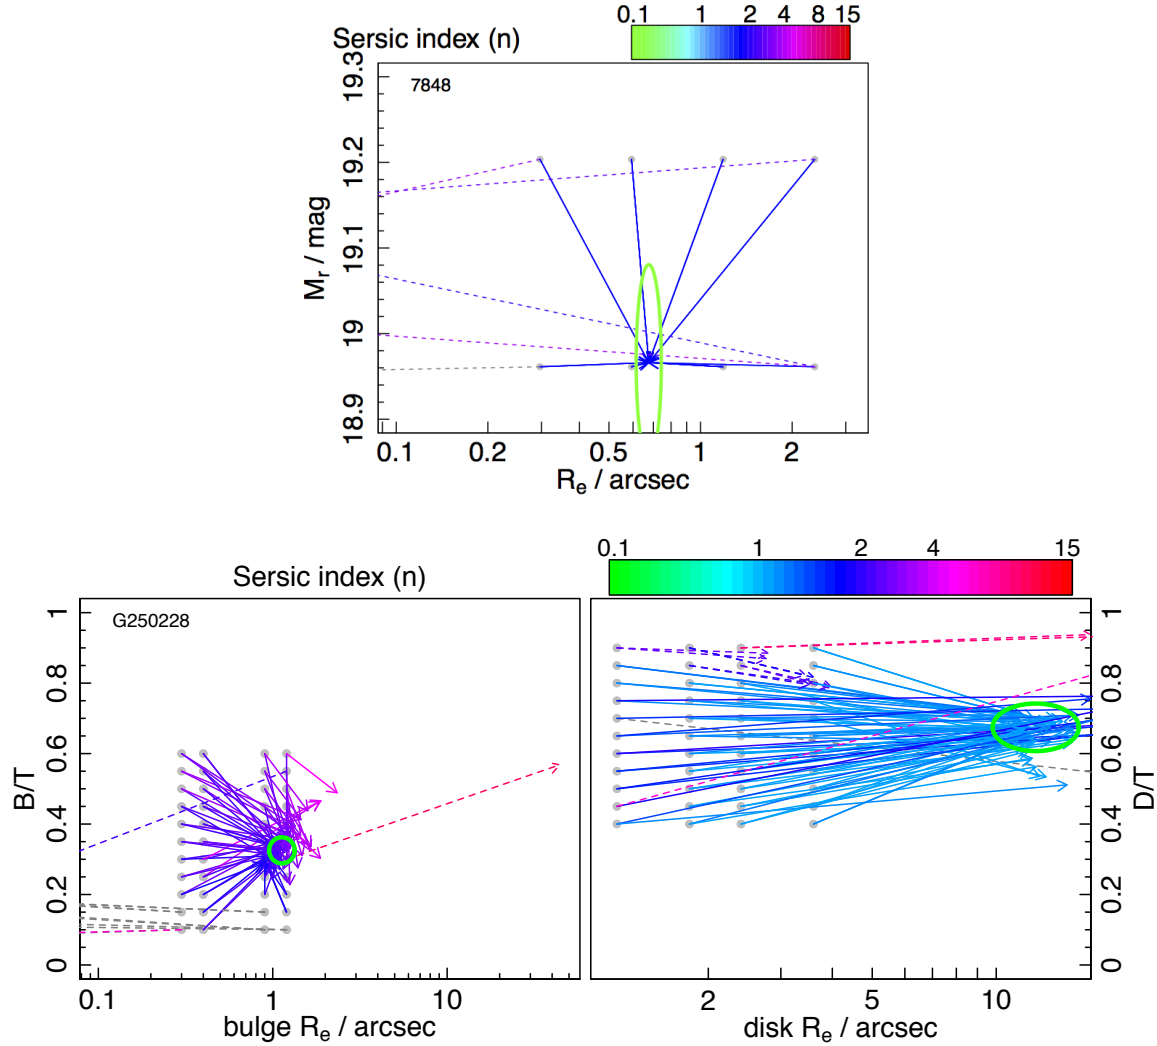 0.1 1 2 4 8 15
Sersic index (n)
7848
19.3
19.2
19.1
19
18.9
M_r / mag
0.1 0.2 0.5 1 2
R_e / arcsec
0.1 1 2 4 15
Sersic index (n)
G250228
1
0.8
0.6
0.4
0.2
0
B/T
0.1 1 10
bulge R_e / arcsec
1
0.8
0.6
0.4
0.2
0
D/T
2 5 10
disk R_e / arcsec